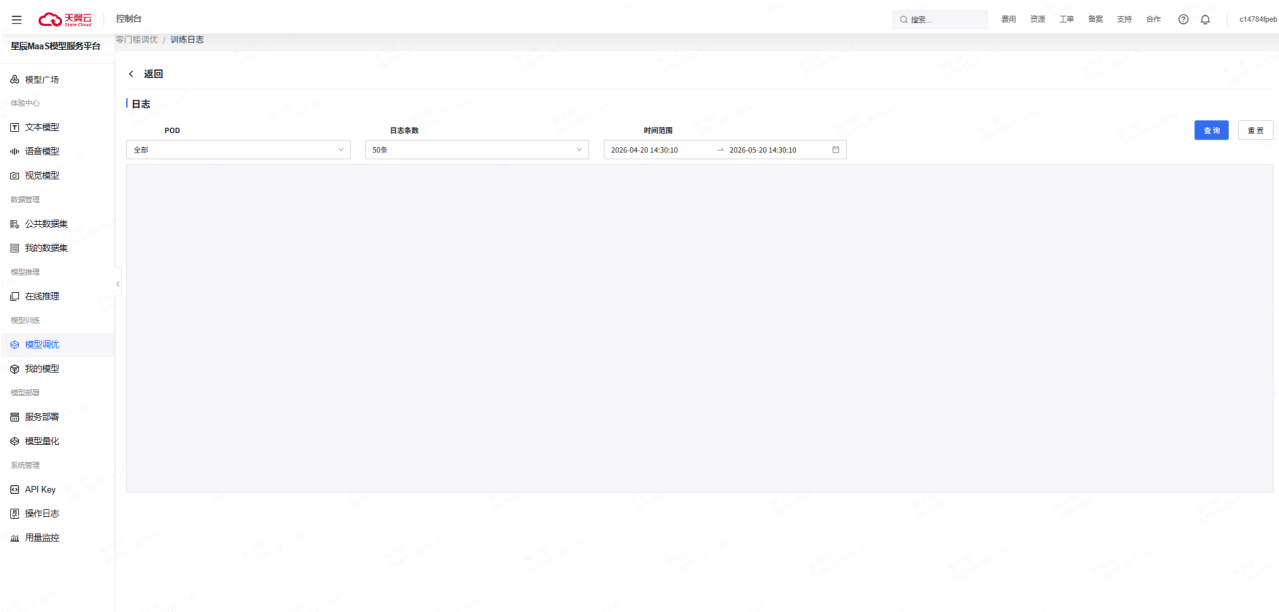 天翼云
State Cloud
控制台
搜索...
费用
资源
工单
备案
支持
合作
c14784fpeb
星辰MaaS模型服务平台
零门槛调优 / 训练日志
模型广场
体验中心
文本模型
语音模型
视觉模型
数据管理
公共数据集
我的数据集
模型推理
在线推理
模型训练
模型调优
我的模型
模型部署
服务部署
模型量化
系统管理
API Key
操作日志
用量监控
返回
日志
POD
全部
日志条数
50条
时间范围
2026-04-20 14:30:10 → 2026-05-20 14:30:10
查 询
重 置